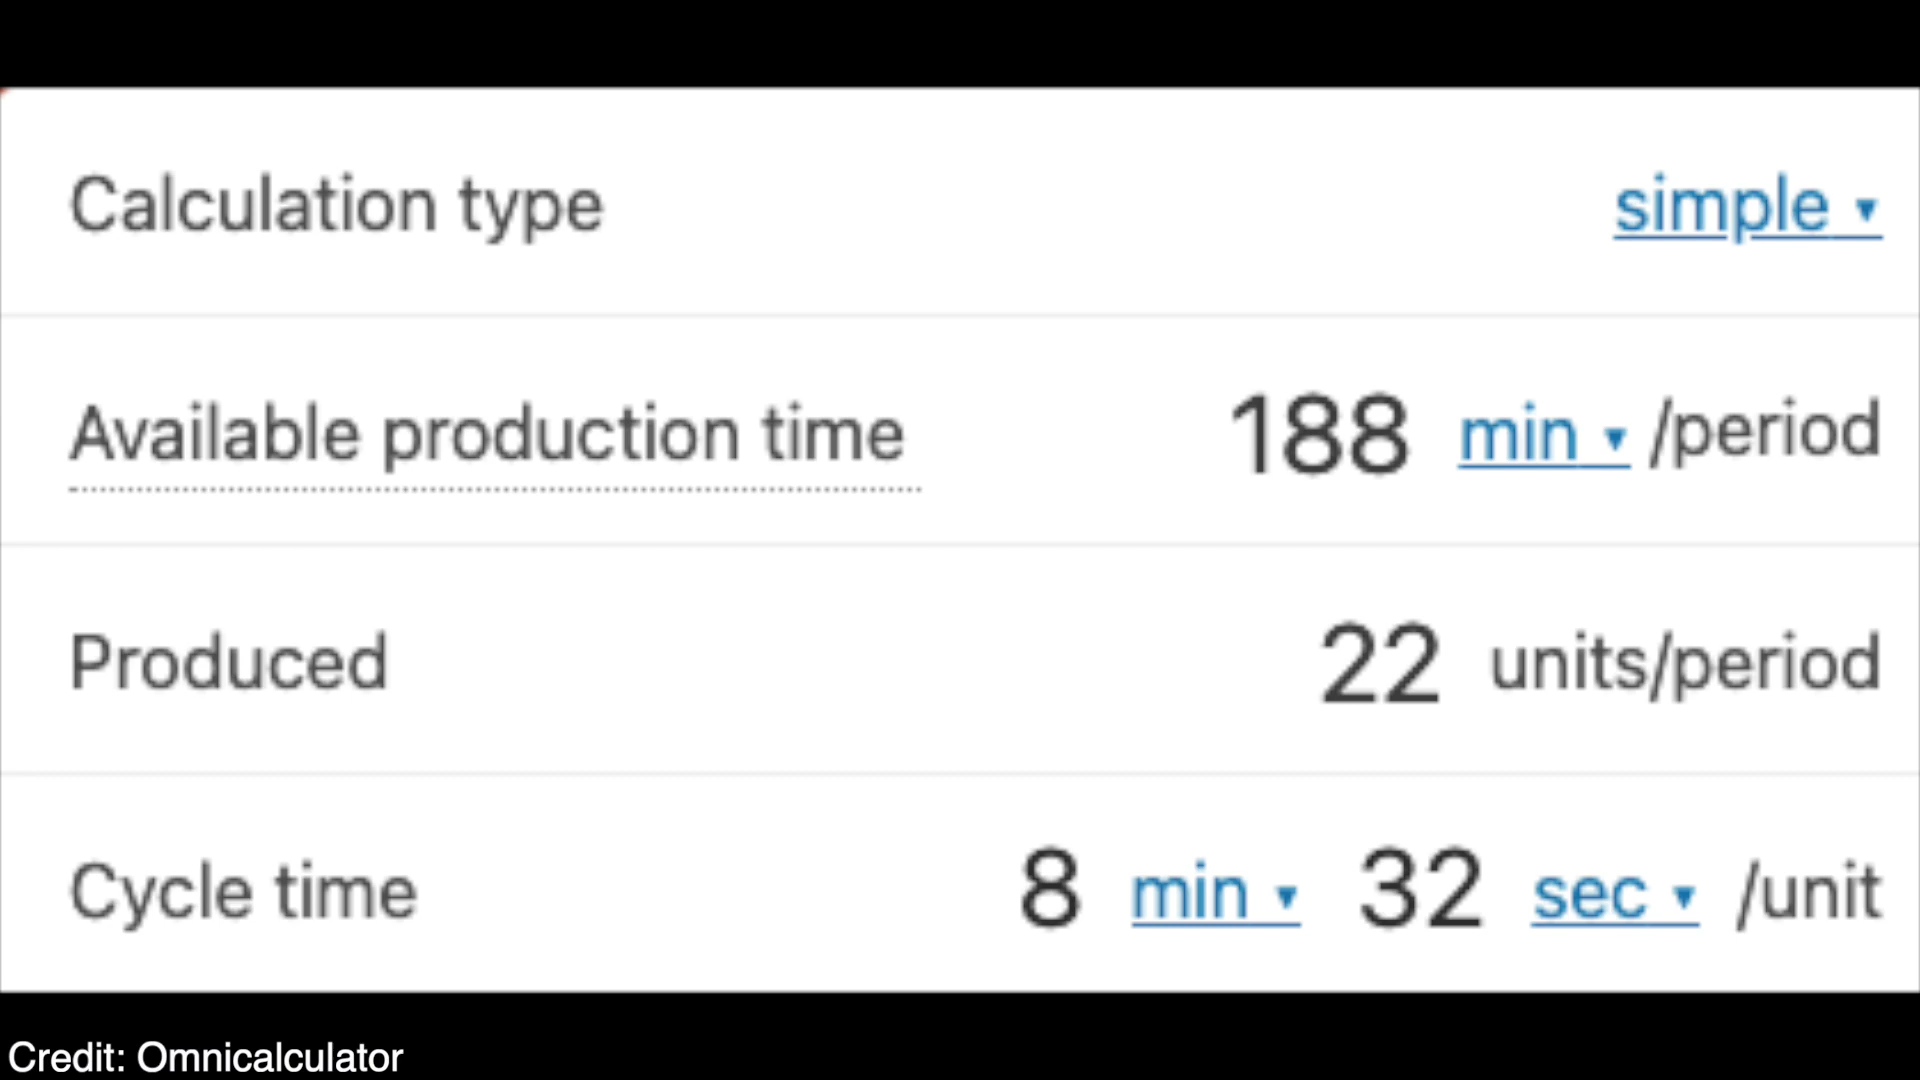 Calculation type simple ▾
Available production time 188 min ▾ /period
Produced 22 units/period
Cycle time 8 min ▾ 32 sec ▾ /unit
Credit: Omnicalculator